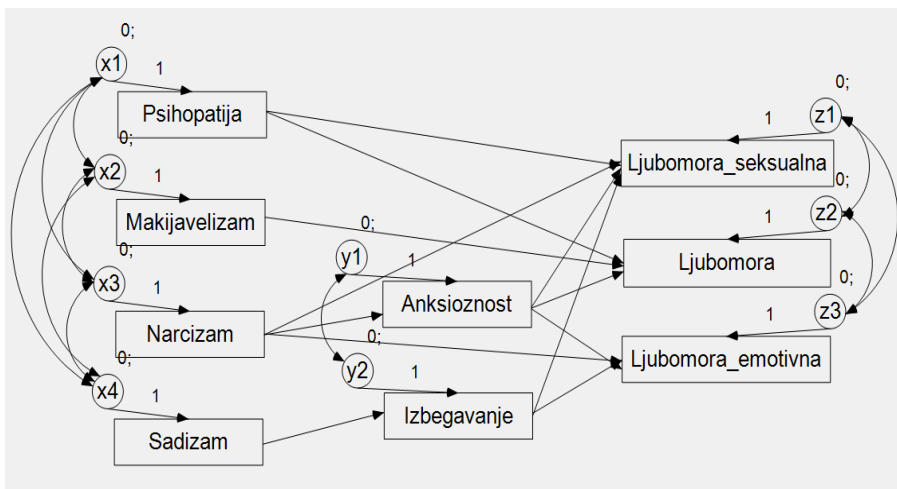 0;
x1
1
Psihopatija
0;
x2
1
Makijavelizam
0;
x3
1
Narcizam
0;
x4
1
Sadizam
0;
y1
1
Anksioznost
0;
y2
1
Izbegavanje
0;
z1
1
Ljubomora_seksualna
0;
z2
1
Ljubomora
0;
z3
1
Ljubomora_emotivna